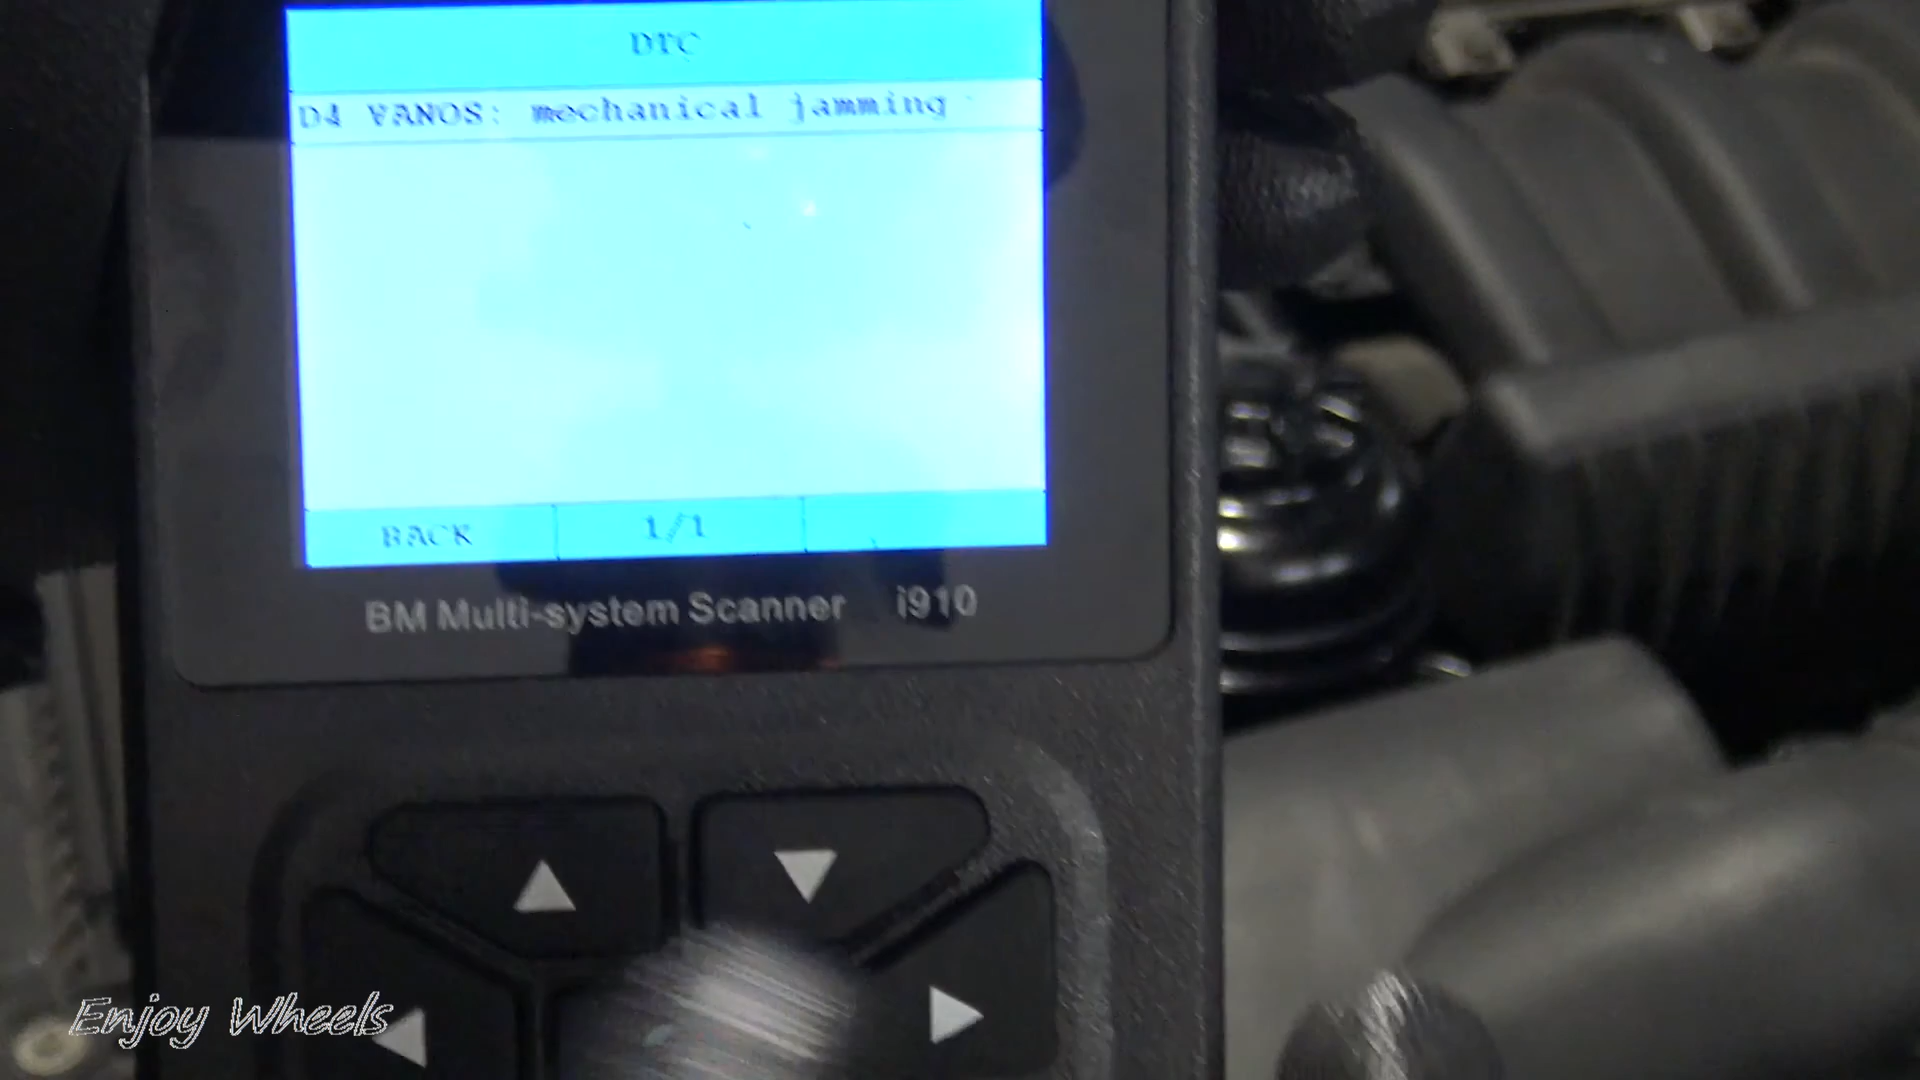 DTC
D4 VANOS: mechanical jamming
BACK 1/1
BM Multi-system Scanner i910
Enjoy Wheels